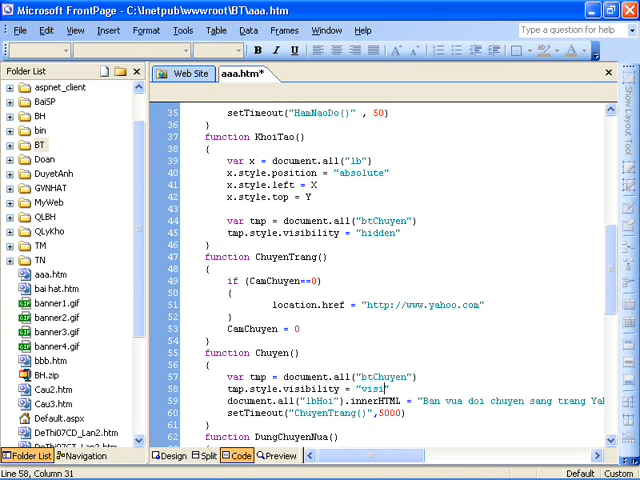 Microsoft FrontPage - C:\Inetpub\wwwroot\BT\aaa.htm
File Edit View Insert Format Tools Table Data Frames Window Help
Type a question for help
B I U
Folder List
Web Site
aaa.htm*
aspnet_client
BaiSP
BH
bin
BT
Doan
DuyetAnh
GVNHAT
MyWeb
QLBH
QLyKho
TM
TN
aaa.htm
bai hat.htm
banner1.gif
banner2.gif
banner3.gif
banner4.gif
bbb.htm
BH.zip
Cau2.htm
Cau3.htm
Default.aspx
DeThi07CD_Lan2.htm
35 setTimeout("HamNaoDo()" , 50)
36 }
37 function KhoiTao()
38 {
39 var x = document.all("lb")
40 x.style.position = "absolute"
41 x.style.left = X
42 x.style.top = Y
43
44 var tmp = document.all("btChuyen")
45 tmp.style.visibility = "hidden"
46 }
47 function ChuyenTrang()
48 {
49 if (CamChuyen==0)
50 {
51 location.href = "http://www.yahoo.com"
52 }
53 CamChuyen = 0
54 }
55 function Chuyen()
56 {
57 var tmp = document.all("btChuyen")
58 tmp.style.visibility = "visi"
59 document.all("lbHoi").innerHTML = "Ban vua doi chuyen sang trang Yah
60 setTimeout("ChuyenTrang()",5000)
61 }
62 function DungChuyenNua()
Show Layout Tool
Folder List Navigation
Design Split Code Preview
Line 58, Column 31
Default Custom